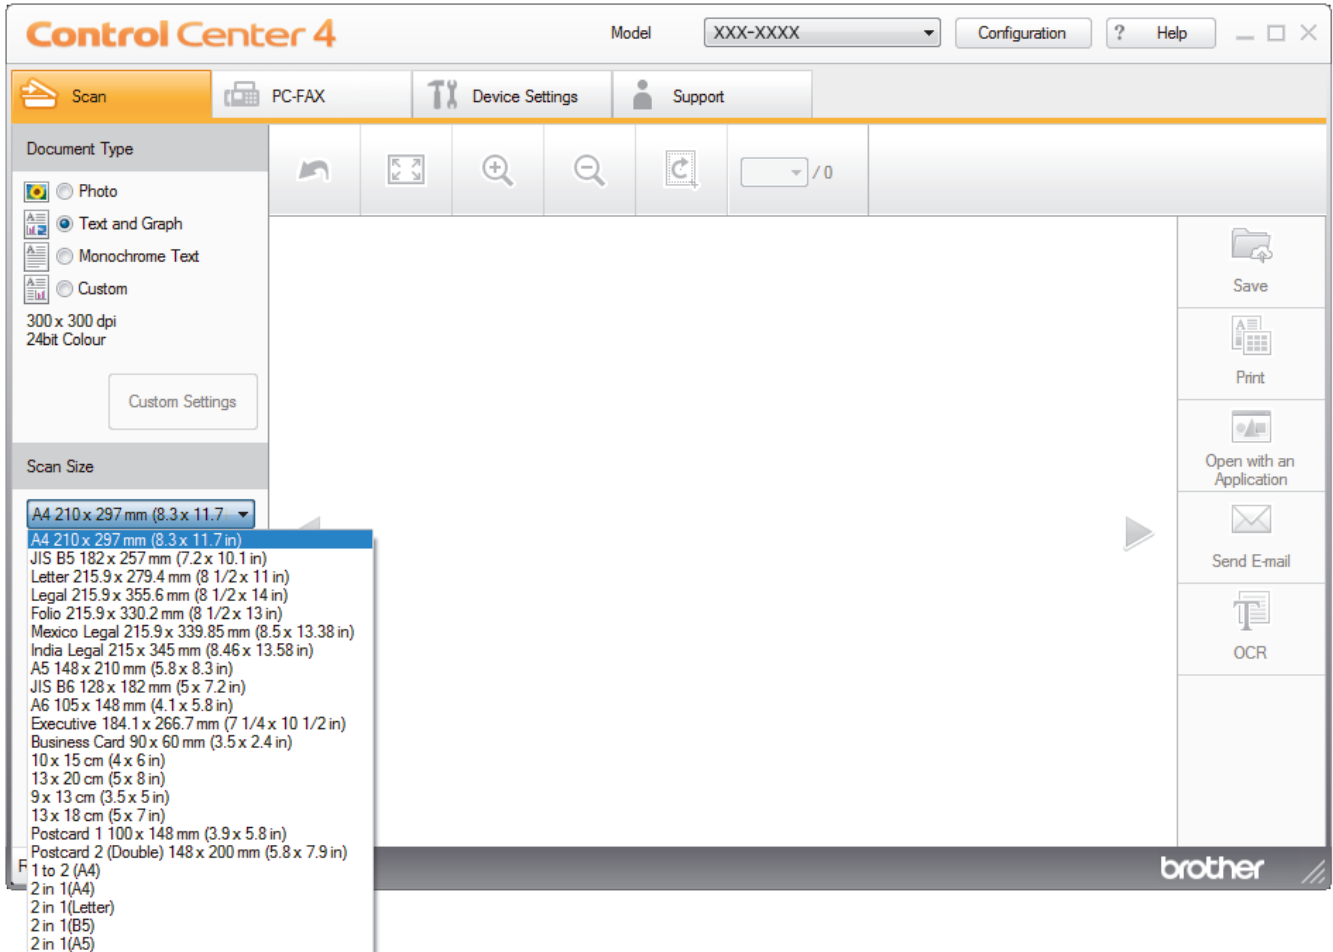 Control Center 4
Model
XXX-XXXX
Configuration
? Help
Scan
PC-FAX
Device Settings
Support
Document Type
/ 0
Photo
Text and Graph
Monochrome Text
Custom
300 x 300 dpi
24bit Colour
Custom Settings
Scan Size
A4 210 x 297 mm (8.3 x 11.7
A4 210 x 297 mm (8.3 x 11.7 in)
JIS B5 182 x 257 mm (7.2 x 10.1 in)
Letter 215.9 x 279.4 mm (8 1/2 x 11 in)
Legal 215.9 x 355.6 mm (8 1/2 x 14 in)
Folio 215.9 x 330.2 mm (8 1/2 x 13 in)
Mexico Legal 215.9 x 339.85 mm (8.5 x 13.38 in)
India Legal 215 x 345 mm (8.46 x 13.58 in)
A5 148 x 210 mm (5.8 x 8.3 in)
JIS B6 128 x 182 mm (5 x 7.2 in)
A6 105 x 148 mm (4.1 x 5.8 in)
Executive 184.1 x 266.7 mm (7 1/4 x 10 1/2 in)
Business Card 90 x 60 mm (3.5 x 2.4 in)
10 x 15 cm (4 x 6 in)
13 x 20 cm (5 x 8 in)
9 x 13 cm (3.5 x 5 in)
13 x 18 cm (5 x 7 in)
Postcard 1 100 x 148 mm (3.9 x 5.8 in)
Postcard 2 (Double) 148 x 200 mm (5.8 x 7.9 in)
1 to 2 (A4)
2 in 1(A4)
2 in 1(Letter)
2 in 1(B5)
2 in 1(A5)
Save
Print
Open with an
Application
Send E-mail
OCR
brother